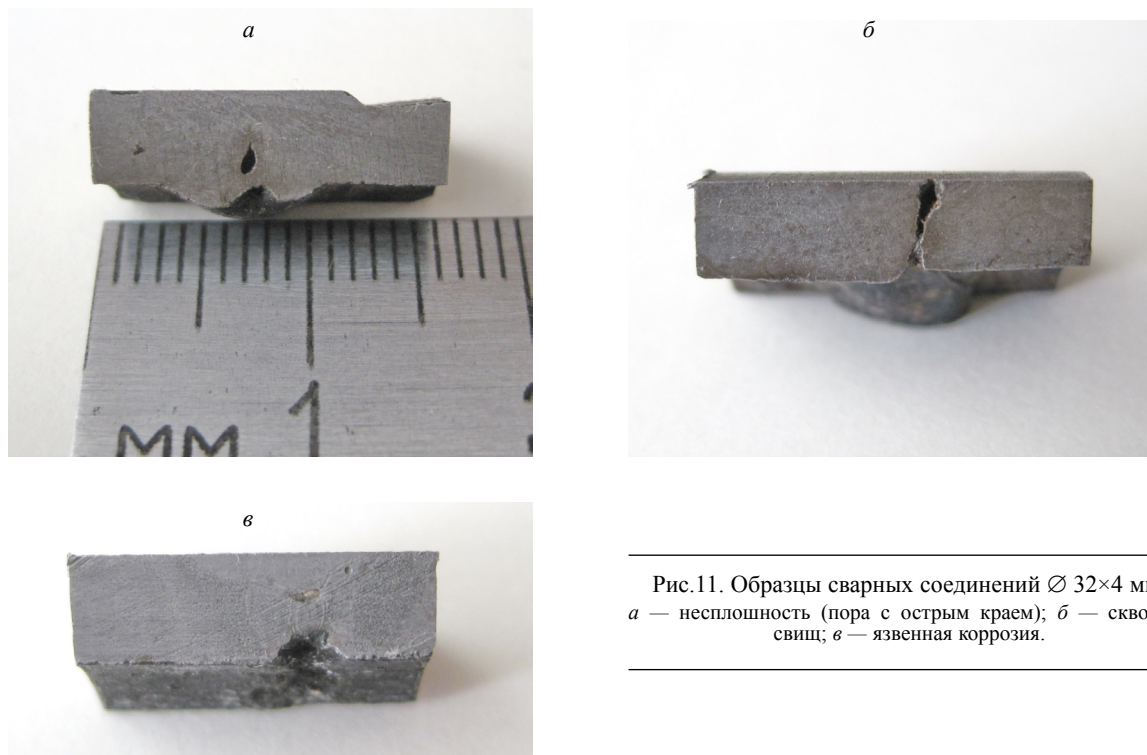 а
б
мм 1
в
Рис.11. Образцы сварных соединений ∅ 32×4 м
а — несплошность (пора с острым краем); б — скво
свищ; в — язвенная коррозия.